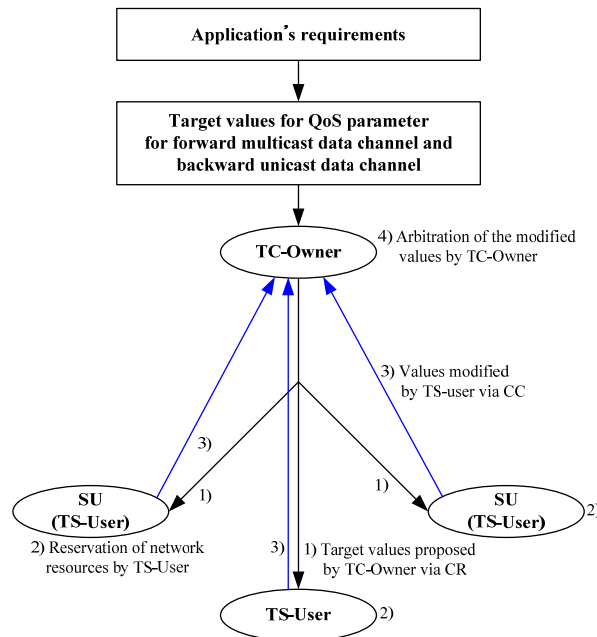 Application's requirements
Target values for QoS parameter
for forward multicast data channel and
backward unicast data channel
TC-Owner
4) Arbitration of the modified
values by TC-Owner
3) Values modified
by TS-user via CC
3)
1)
1)
SU
(TS-User)
SU
(TS-User)
2)
2) Reservation of network
resources by TS-User
3)
1) Target values proposed
by TC-Owner via CR
TS-User
2)